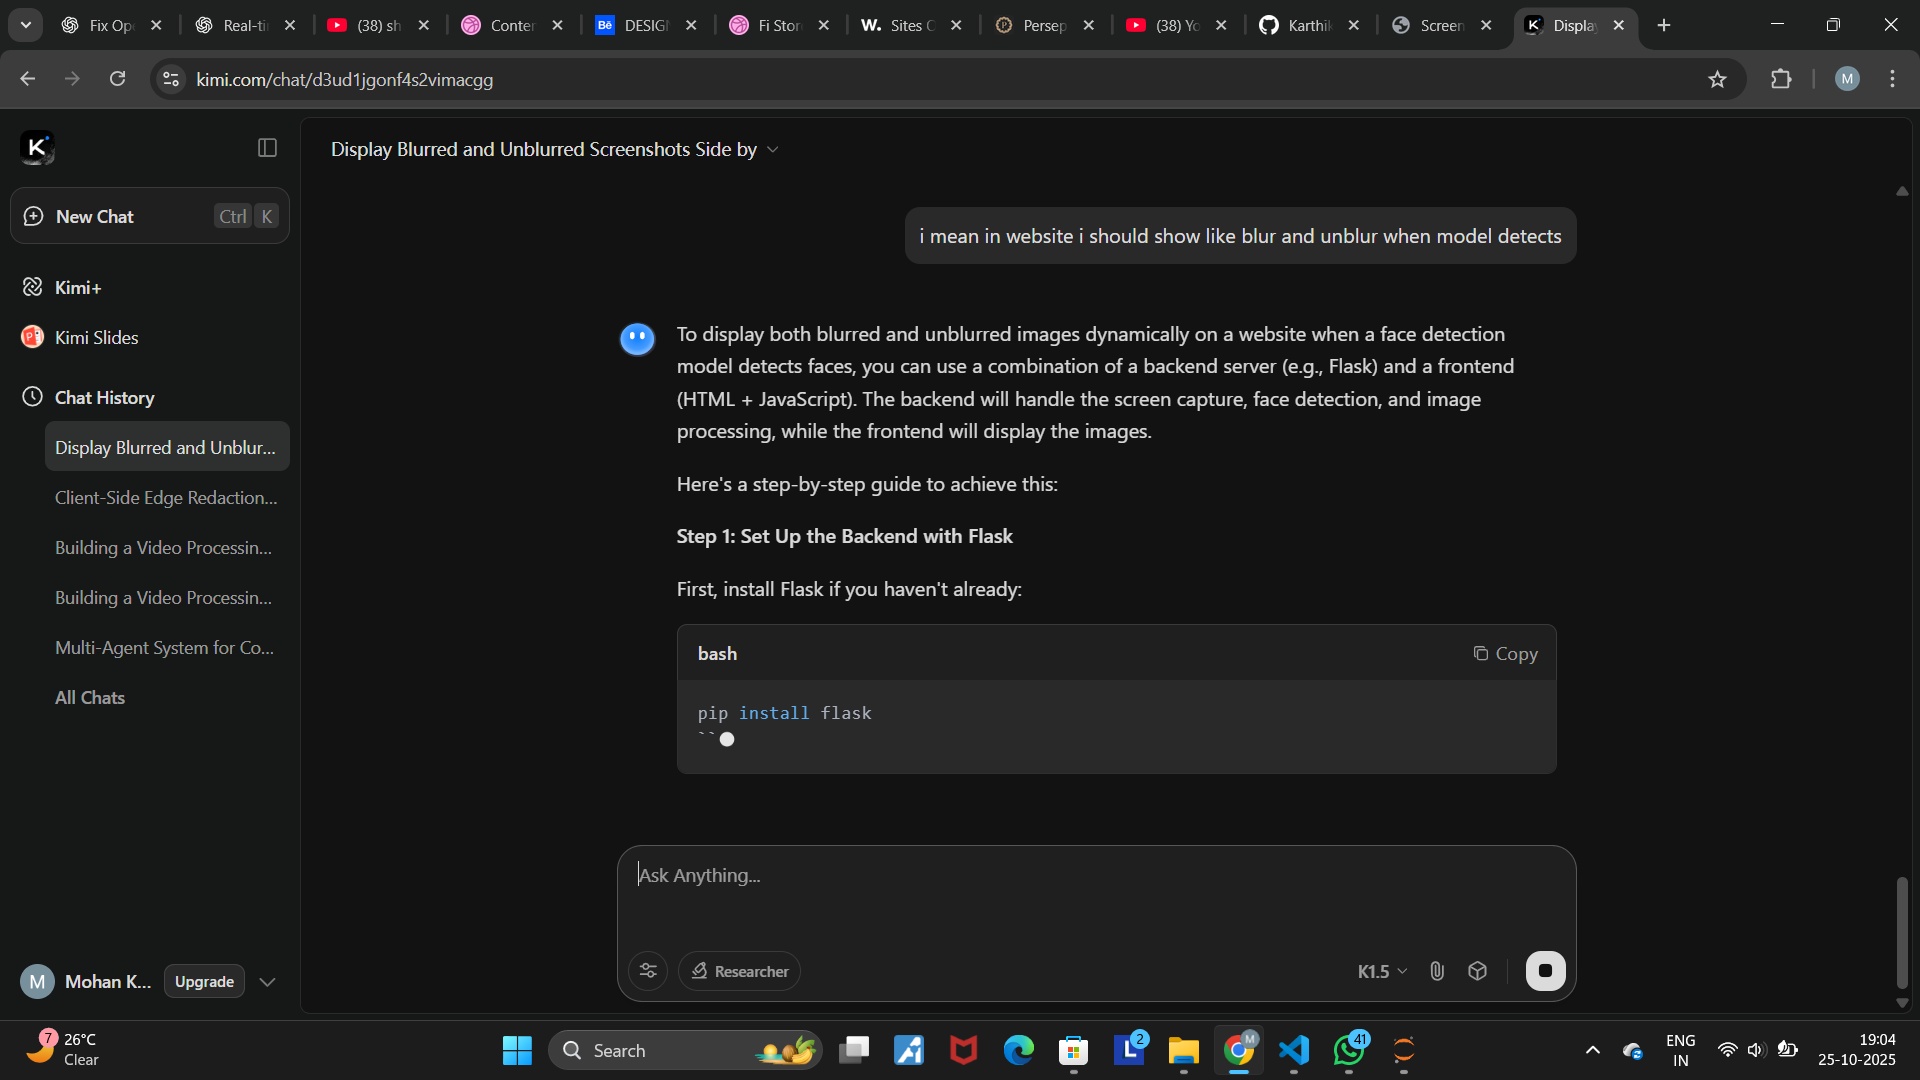 Fix Op
Real-ti
(38) sh
Conter
Bē DESIGI
Fi Stor
W. Sites C
Persep
(38) Yo
Karthik
Screen
K Displa
kimi.com/chat/d3ud1jgonf4s2vimacgg
M
K
Display Blurred and Unblurred Screenshots Side by
New Chat Ctrl K
Kimi+
Kimi Slides
Chat History
Display Blurred and Unblur...
Client-Side Edge Redaction...
Building a Video Processin...
Building a Video Processin...
Multi-Agent System for Co...
All Chats
M Mohan K... Upgrade
i mean in website i should show like blur and unblur when model detects
To display both blurred and unblurred images dynamically on a website when a face detection
model detects faces, you can use a combination of a backend server (e.g., Flask) and a frontend
(HTML + JavaScript). The backend will handle the screen capture, face detection, and image
processing, while the frontend will display the images.
Here's a step-by-step guide to achieve this:
Step 1: Set Up the Backend with Flask
First, install Flask if you haven't already:
bash Copy
pip install flask
``
Ask Anything...
Researcher K1.5
7 26°C
Clear
Search
L 2
M
41
ENG
IN
19:04
25-10-2025